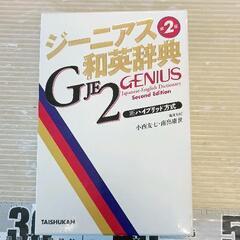 ジーニアス 第2版
和英辞典
GJE2 GENIUS
Japanese-English Dictionary
Second Edition
ハイブリッド方式
小西友七・南出康世
TAISHUKAN